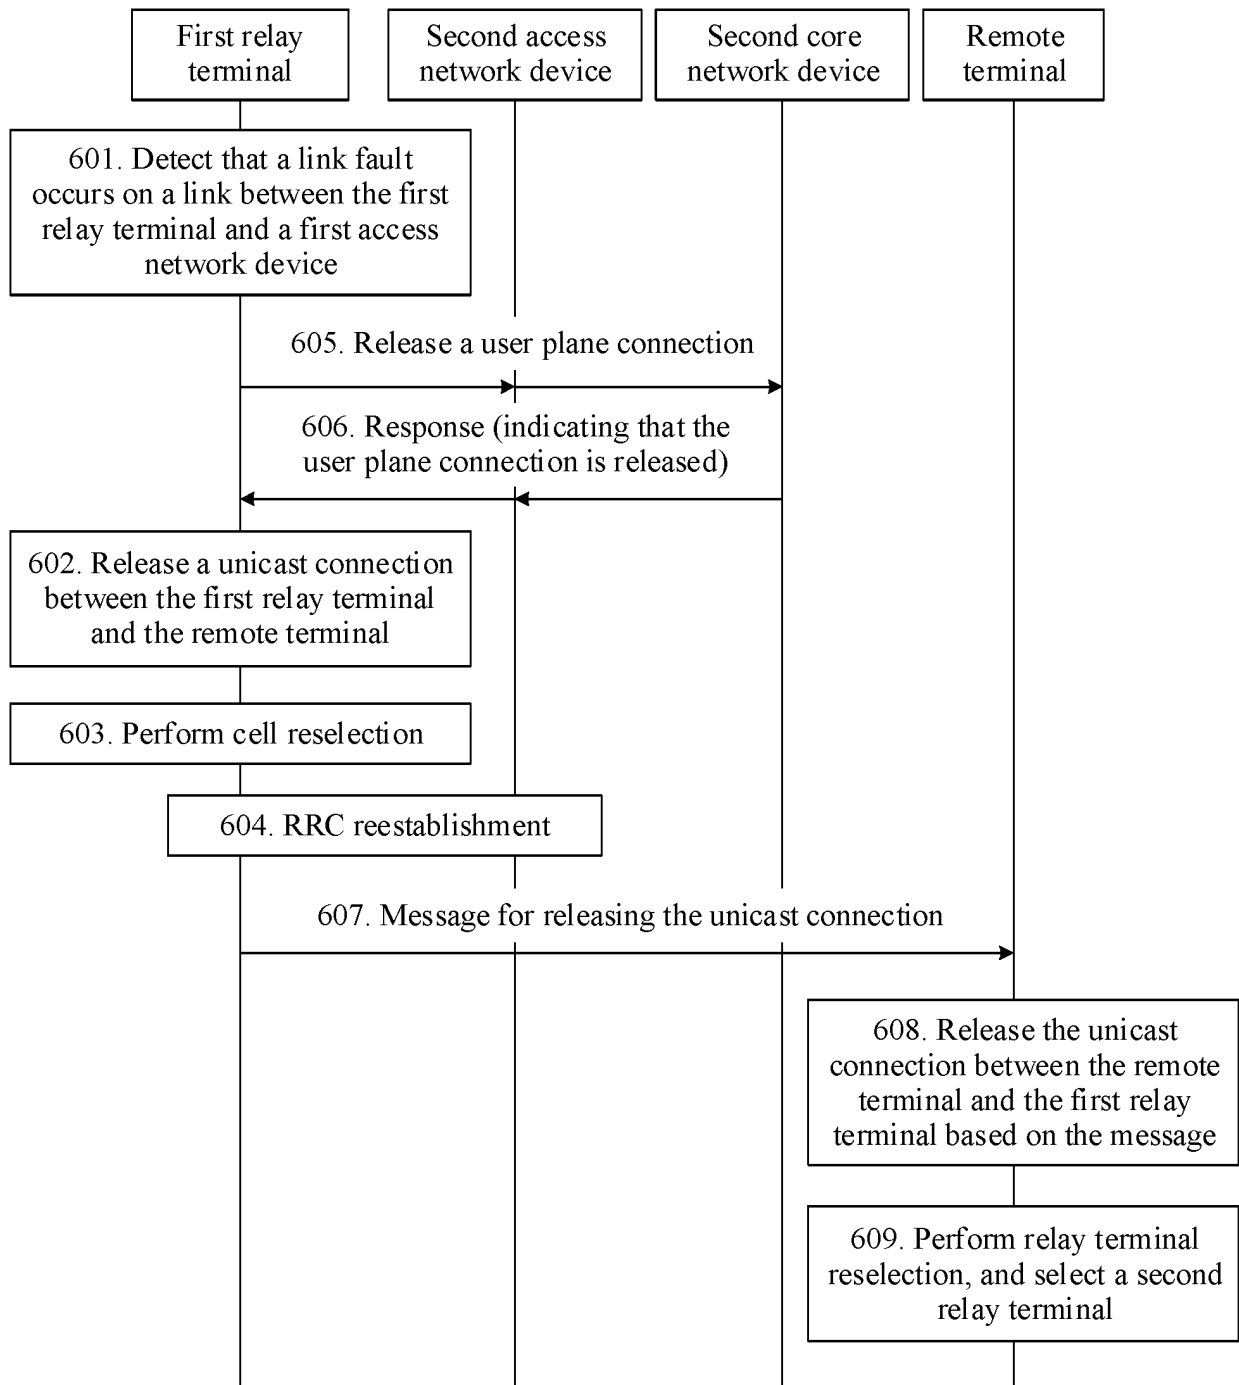 First relay
terminal
Second access
network device
Second core
network device
Remote
terminal
601. Detect that a link fault
occurs on a link between the first
relay terminal and a first access
network device
605. Release a user plane connection
606. Response (indicating that the
user plane connection is released)
602. Release a unicast connection
between the first relay terminal
and the remote terminal
603. Perform cell reselection
604. RRC reestablishment
607. Message for releasing the unicast connection
608. Release the unicast
connection between the remote
terminal and the first relay
terminal based on the message
609. Perform relay terminal
reselection, and select a second
relay terminal